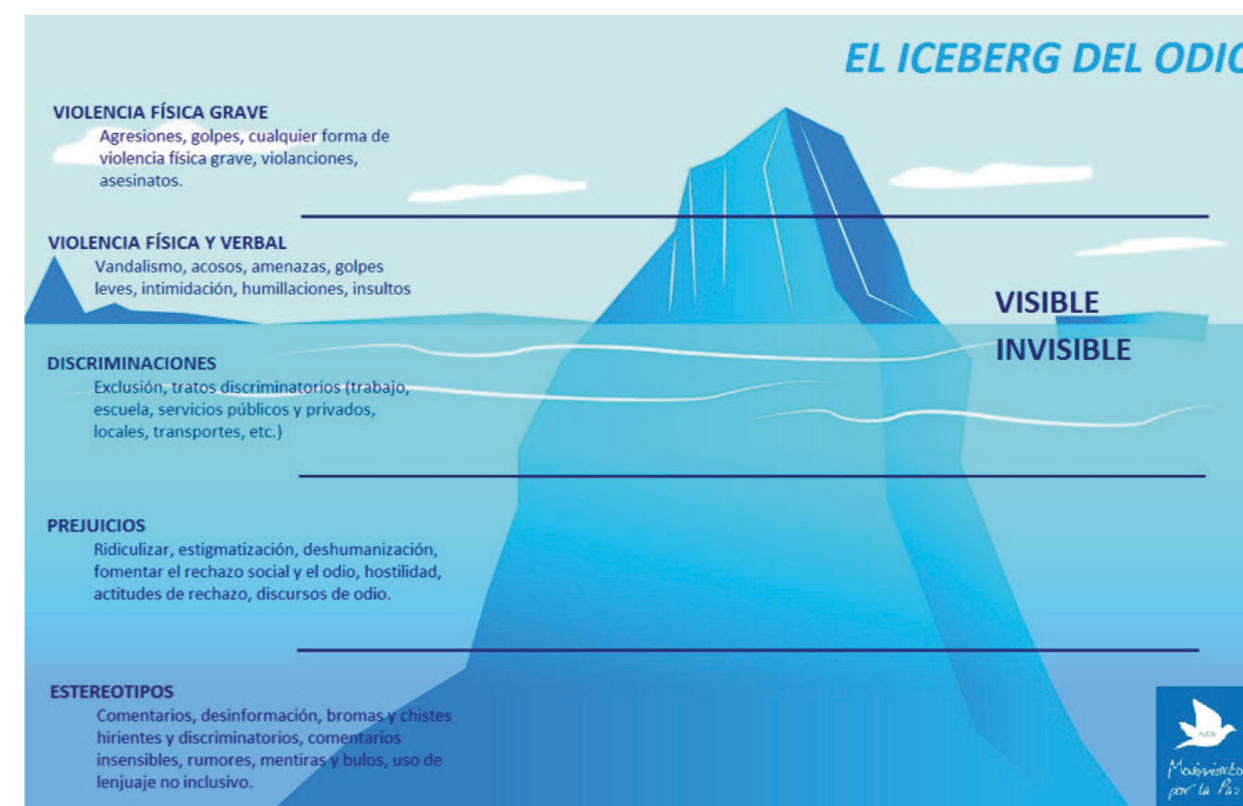 EL ICEBERG DEL ODIO
VIOLENCIA FÍSICA GRAVE
Agresiones, golpes, cualquier forma de
violencia física grave, violanciones,
asesinatos.
VIOLENCIA FÍSICA Y VERBAL
Vandalismo, acosos, amenazas, golpes
leves, intimidación, humillaciones, insultos
VISIBLE
INVISIBLE
DISCRIMINACIONES
Exclusión, tratos discriminatorios (trabajo,
escuela, servicios públicos y privados,
locales, transportes, etc.)
PREJUICIOS
Ridiculizar, estigmatización, deshumanización,
fomentar el rechazo social y el odio, hostilidad,
actitudes de rechazo, discursos de odio.
ESTEREOTIPOS
Comentarios, desinformación, bromas y chistes
hirientes y discriminatorios, comentarios
insensibles, rumores, mentiras y bulos, uso de
lenjuaje no inclusivo.
Movimiento
por la Paz